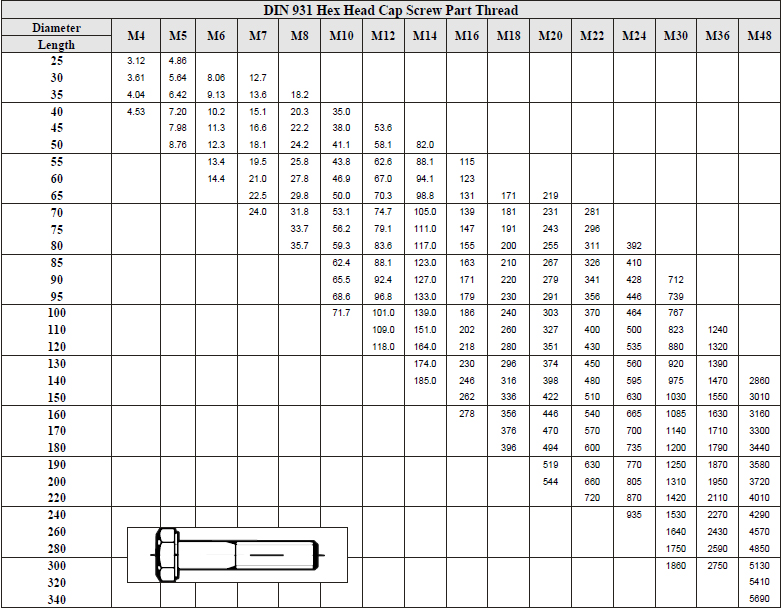 DIN 931 Hex Head Cap Screw Part Thread
Diameter M4 M5 M6 M7 M8 M10 M12 M14 M16 M18 M20 M22 M24 M30 M36 M48
Length
25 3.12 4.86
30 3.61 5.64 8.06 12.7
35 4.04 6.42 9.13 13.6 18.2
40 4.53 7.20 10.2 15.1 20.3 35.0
45 7.98 11.3 16.6 22.2 38.0 53.6
50 8.76 12.3 18.1 24.2 41.1 58.1 82.0
55 13.4 19.5 25.8 43.8 62.6 88.1 115
60 14.4 21.0 27.8 46.9 67.0 94.1 123
65 22.5 29.8 50.0 70.3 98.8 131 171 219
70 24.0 31.8 53.1 74.7 105.0 139 181 231 281
75 33.7 56.2 79.1 111.0 147 191 243 296
80 35.7 59.3 83.6 117.0 155 200 255 311 392
85 62.4 88.1 123.0 163 210 267 326 410
90 65.5 92.4 127.0 171 220 279 341 428 712
95 68.6 96.8 133.0 179 230 291 356 446 739
100 71.7 101.0 139.0 186 240 303 370 464 767
110 109.0 151.0 202 260 327 400 500 823 1240
120 118.0 164.0 218 280 351 430 535 880 1320
130 174.0 230 296 374 450 560 920 1390
140 185.0 246 316 398 480 595 975 1470 2860
150 262 336 422 510 630 1030 1550 3010
160 278 356 446 540 665 1085 1630 3160
170 376 470 570 700 1140 1710 3300
180 396 494 600 735 1200 1790 3440
190 519 630 770 1250 1870 3580
200 544 660 805 1310 1950 3720
220 720 870 1420 2110 4010
240 935 1530 2270 4290
260 1640 2430 4570
280 1750 2590 4850
300 1860 2750 5130
320 5410
340 5690